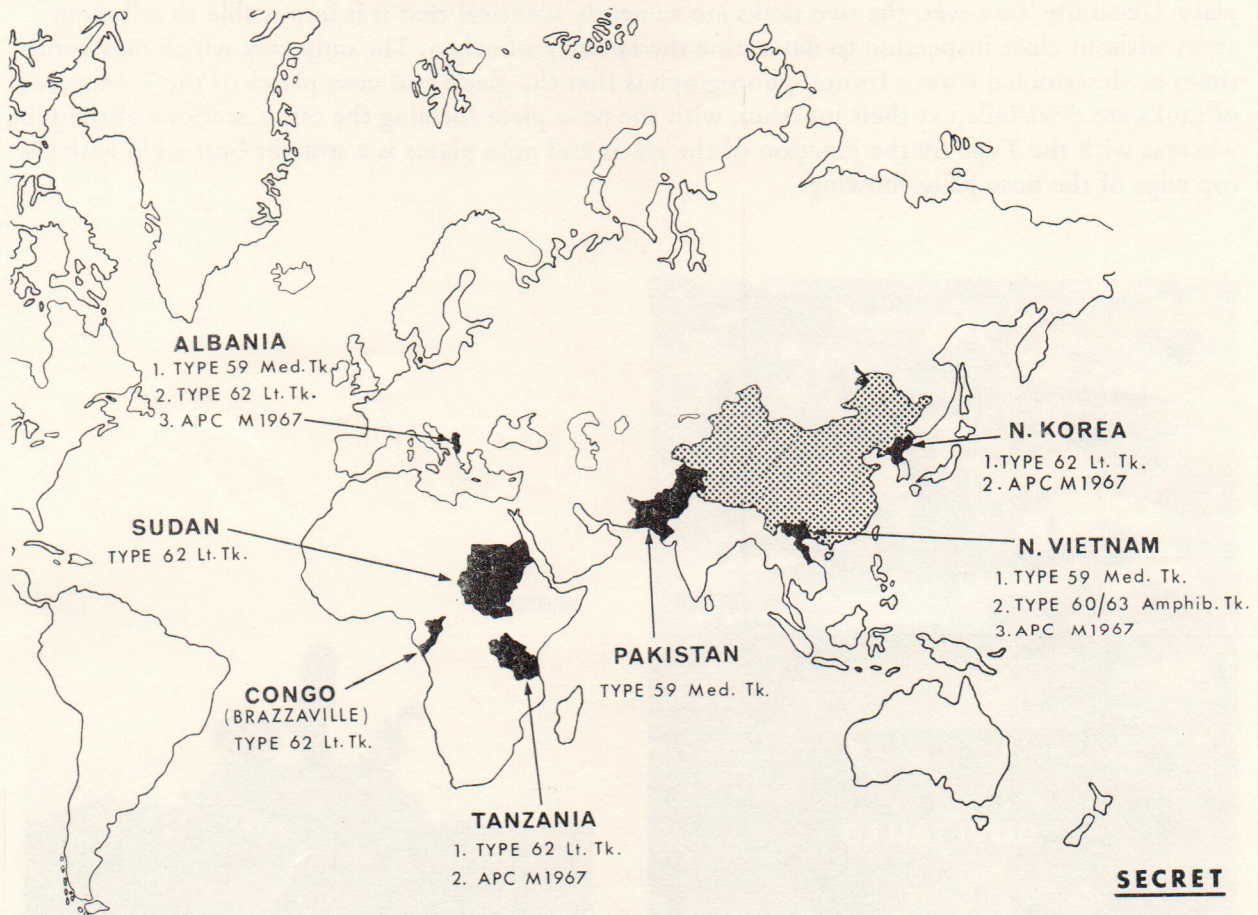 ALBANIA
1. TYPE 59 Med. Tk.
2. TYPE 62 Lt. Tk.
3. APC M1967
SUDAN
TYPE 62 Lt. Tk.
CONGO
(BRAZZAVILLE)
TYPE 62 Lt. Tk.
TANZANIA
1. TYPE 62 Lt. Tk.
2. APC M1967
PAKISTAN
TYPE 59 Med. Tk.
N. KOREA
1. TYPE 62 Lt. Tk.
2. APC M1967
N. VIETNAM
1. TYPE 59 Med. Tk.
2. TYPE 60/63 Amphib. Tk.
3. APC M1967
SECRET